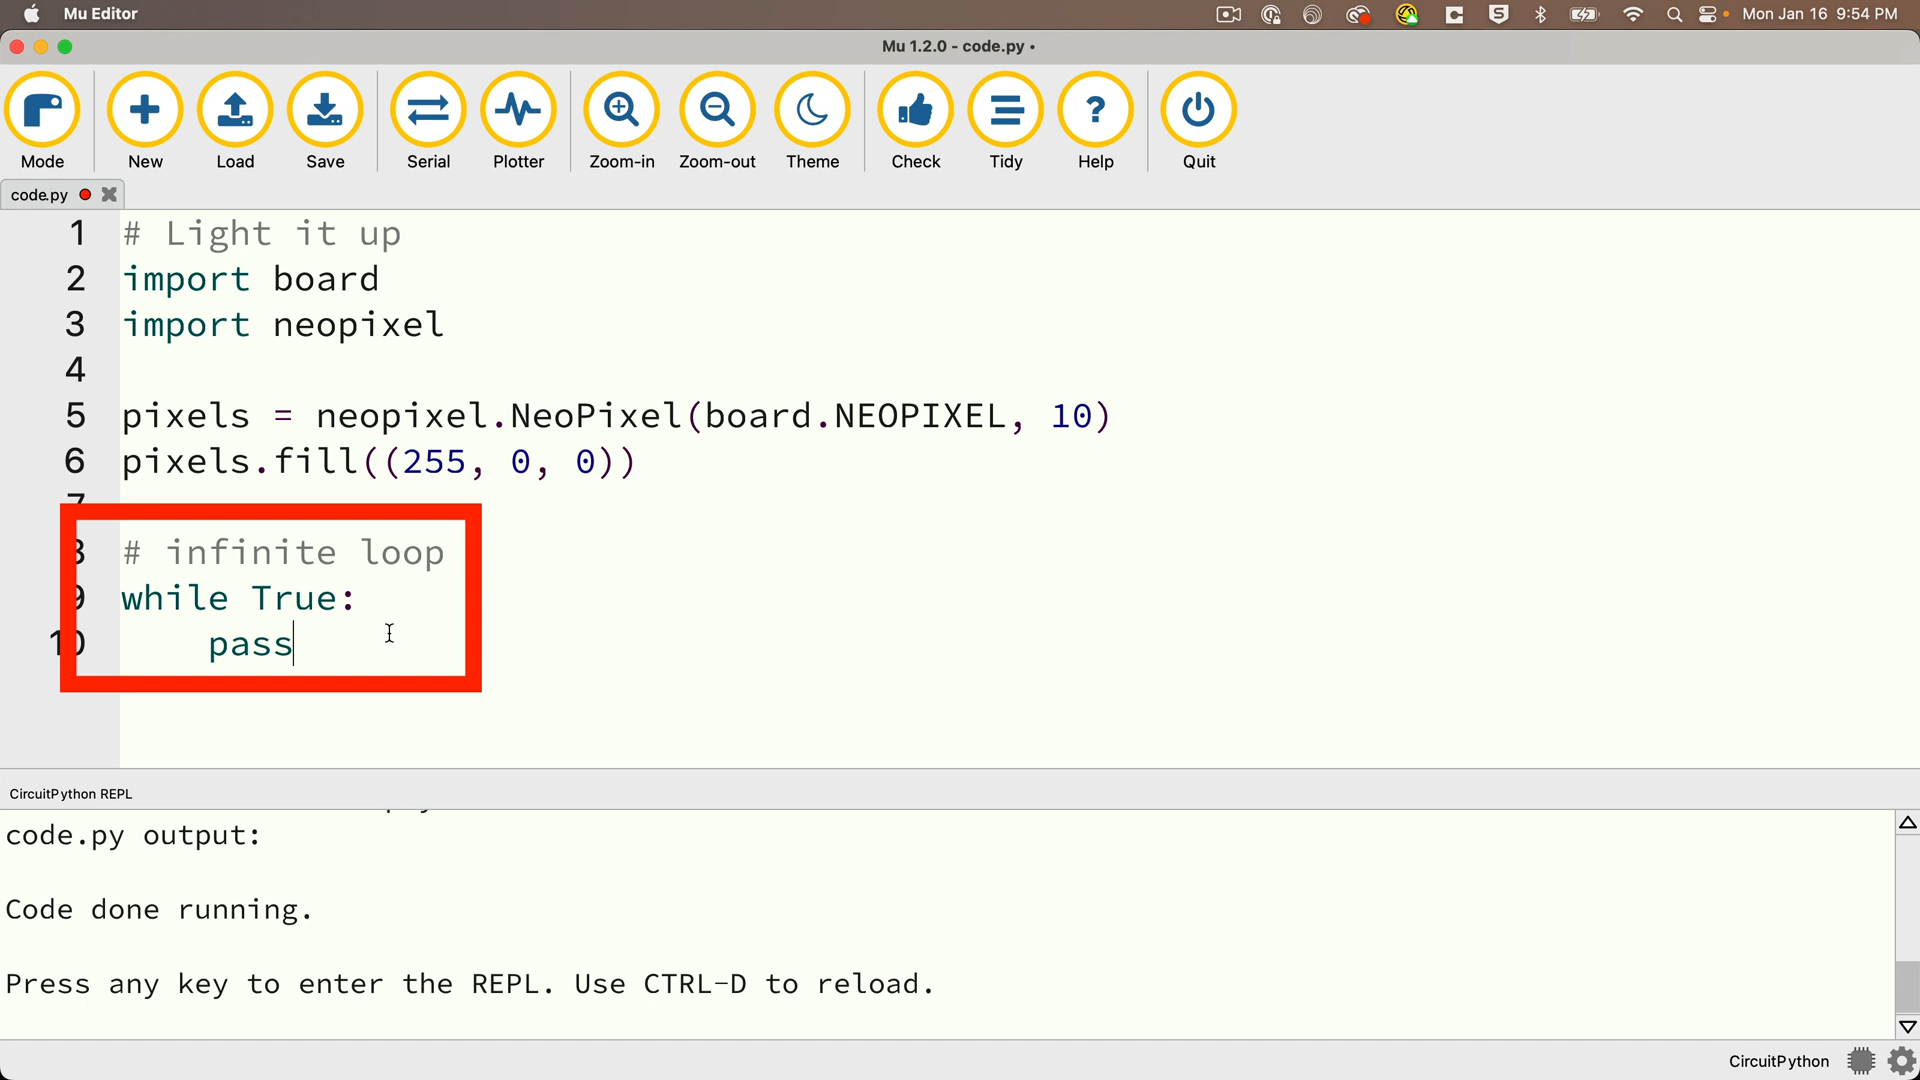 Mu Editor
Mon Jan 16 9:54 PM
Mu 1.2.0 - code.py •
Mode New Load Save Serial Plotter Zoom-in Zoom-out Theme Check Tidy Help Quit
code.py
1 # Light it up
2 import board
3 import neopixel
4
5 pixels = neopixel.NeoPixel(board.NEOPIXEL, 10)
6 pixels.fill((255, 0, 0))
7
8 # infinite loop
9 while True:
10 pass
CircuitPython REPL
code.py output:
Code done running.
Press any key to enter the REPL. Use CTRL-D to reload.
CircuitPython